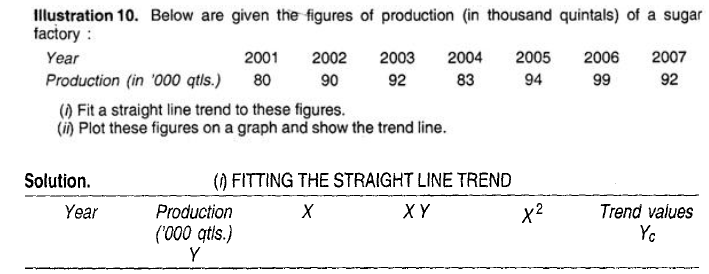 Illustration 10. Below are given the figures of production (in thousand quintals) of a sugar
factory :
Year 2001 2002 2003 2004 2005 2006 2007
Production (in '000 qtls.) 80 90 92 83 94 99 92
(i) Fit a straight line trend to these figures.
(ii) Plot these figures on a graph and show the trend line.
Solution. (i) FITTING THE STRAIGHT LINE TREND
Year Production X XY X² Trend values
('000 qtls.) Yc
Y